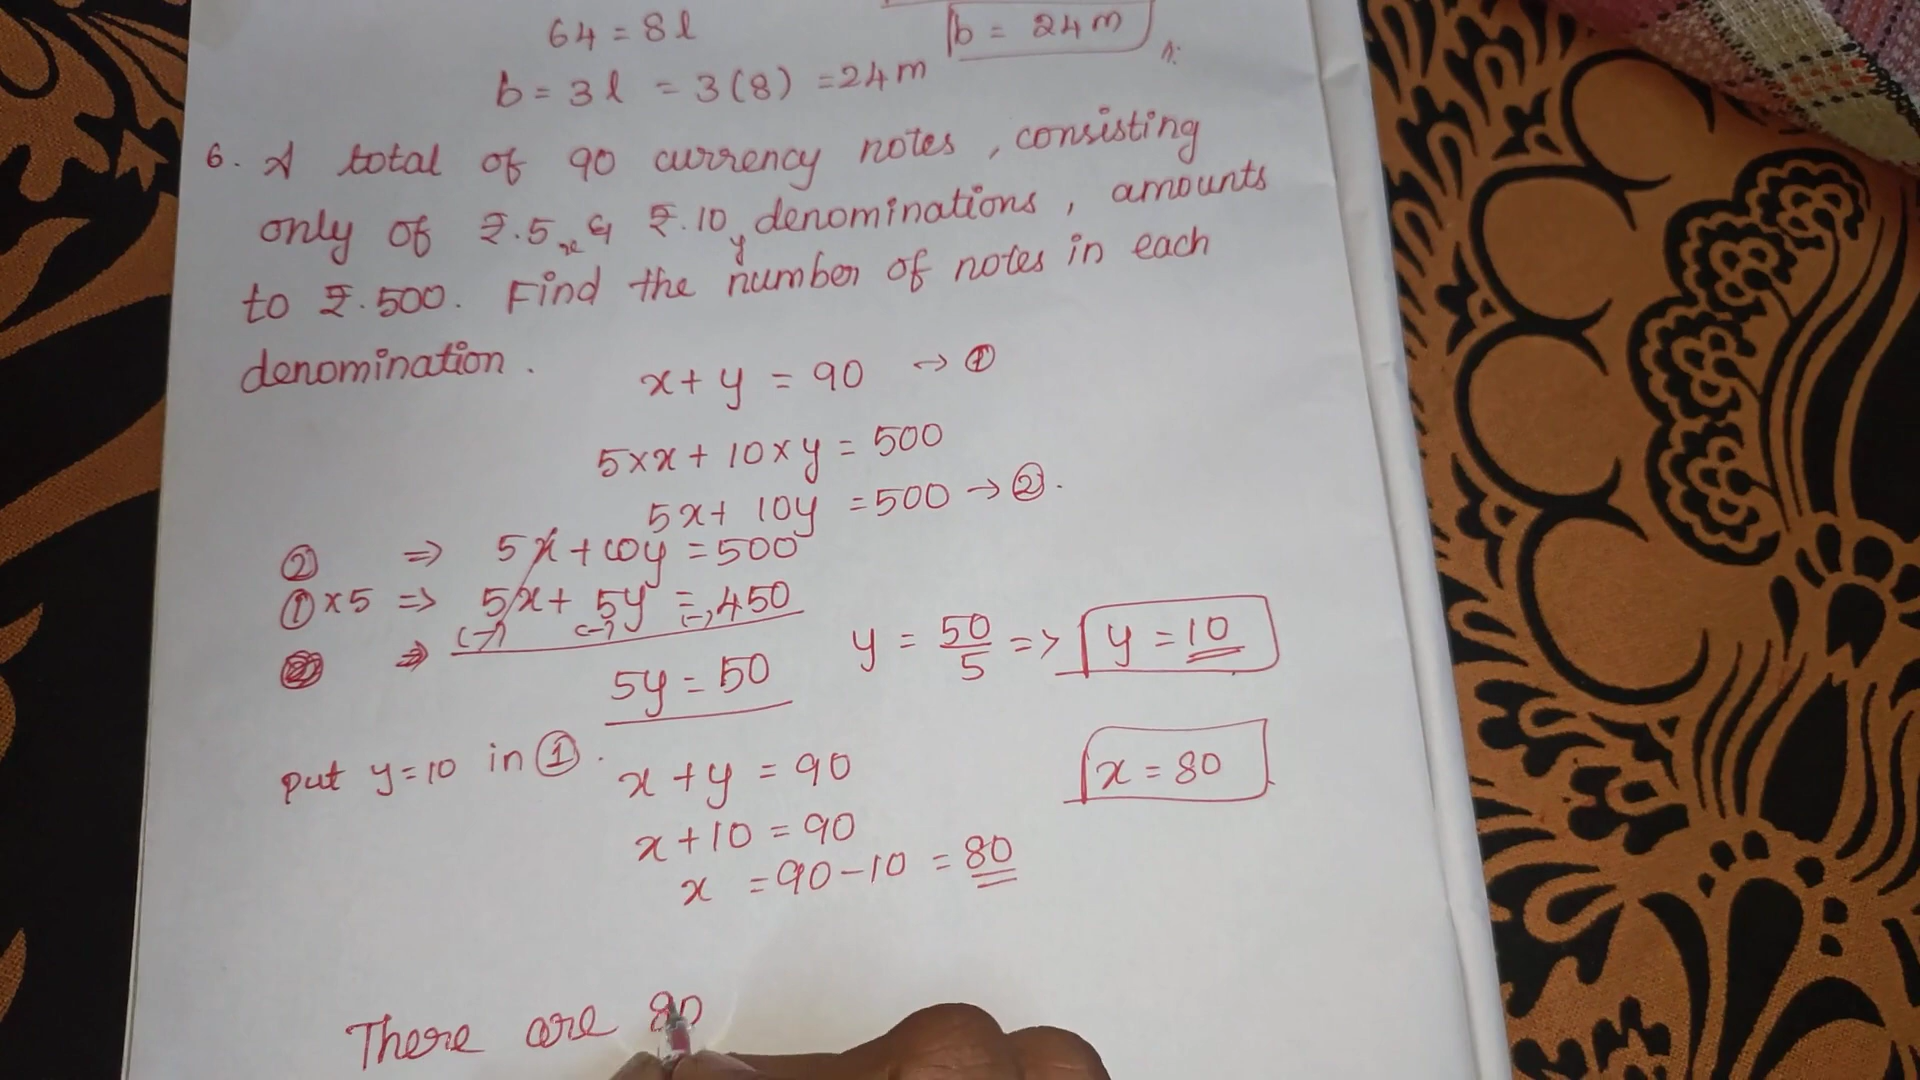 64 = 8l
b = 24m
b = 3l = 3(8) = 24m
6. A total of 90 currency notes, consisting
only of ₹.5 x & ₹.10 y denominations, amounts
to ₹.500. Find the number of notes in each
denomination.
x + y = 90 → ①
5×x + 10×y = 500
5x + 10y = 500 → ②.
② ⇒ 5x + 10y = 500
①×5 ⇒ 5x + 5y = 450
(-) (-) (-)
⇒
5y = 50
y = 50/5 => y = 10
put y=10 in ①.
x + y = 90
x = 80
x + 10 = 90
x = 90 - 10 = 80
There are 80